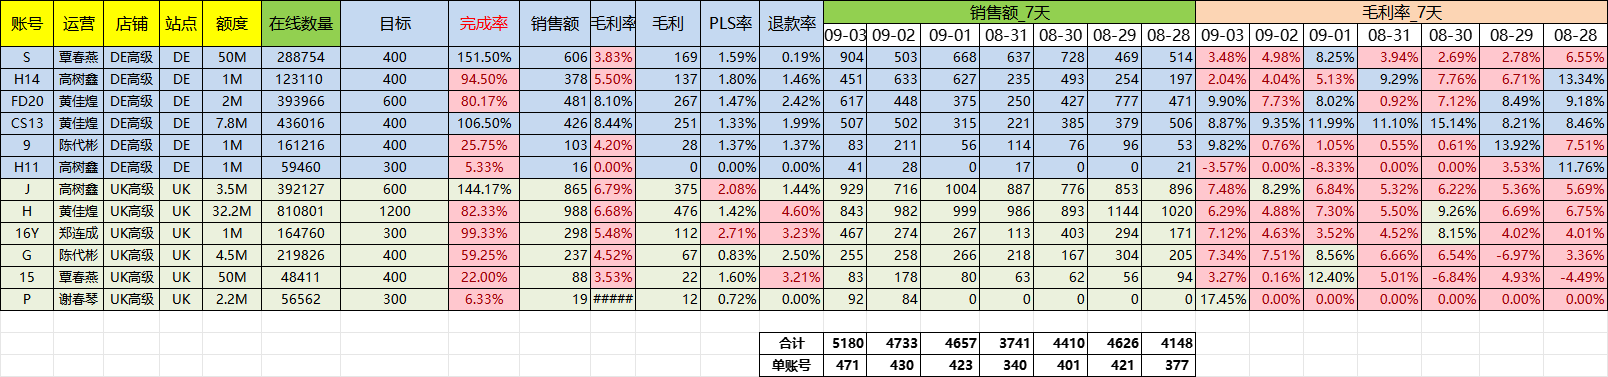 账号 运营 店铺 站点 额度 在线数量 目标 完成率 销售额 毛利率 毛利 PLS率 退款率 销售额_7天 毛利率_7天
09-03 09-02 09-01 08-31 08-30 08-29 08-28 09-03 09-02 09-01 08-31 08-30 08-29 08-28
S 覃春燕 DE高级 DE 50M 288754 400 151.50% 606 3.83% 169 1.59% 0.19% 904 503 668 637 728 469 514 3.48% 4.98% 8.25% 3.94% 2.69% 2.78% 6.55%
H14 高树鑫 DE高级 DE 1M 123110 400 94.50% 378 5.50% 137 1.80% 1.46% 451 633 627 235 493 254 197 2.04% 4.04% 5.13% 9.29% 7.76% 6.71% 13.34%
FD20 黄佳煌 DE高级 DE 2M 393966 600 80.17% 481 8.10% 267 1.47% 2.42% 617 448 375 250 427 777 471 9.90% 7.73% 8.02% 0.92% 7.12% 8.49% 9.18%
CS13 黄佳煌 DE高级 DE 7.8M 436016 400 106.50% 426 8.44% 251 1.33% 1.99% 507 502 315 221 385 379 506 8.87% 9.35% 11.99% 11.10% 15.14% 8.21% 8.46%
9 陈代彬 DE高级 DE 1M 161216 400 25.75% 103 4.20% 28 1.37% 1.37% 83 211 56 114 76 96 53 9.82% 0.76% 1.05% 0.55% 0.61% 13.92% 7.51%
H11 高树鑫 DE高级 DE 1M 59460 300 5.33% 16 0.00% 0 0.00% 0.00% 41 28 0 17 0 0 21 -3.57% 0.00% -8.33% 0.00% 0.00% 3.53% 11.76%
J 高树鑫 UK高级 UK 3.5M 392127 600 144.17% 865 6.79% 375 2.08% 1.44% 929 716 1004 887 776 853 896 7.48% 8.29% 6.84% 5.32% 6.22% 5.36% 5.69%
H 黄佳煌 UK高级 UK 32.2M 810801 1200 82.33% 988 6.68% 476 1.42% 4.60% 843 982 999 986 893 1144 1020 6.29% 4.88% 7.30% 5.50% 9.26% 6.69% 6.75%
16Y 郑连成 UK高级 UK 1M 164760 300 99.33% 298 5.48% 112 2.71% 3.23% 467 274 267 113 403 294 171 7.12% 4.63% 3.52% 4.52% 8.15% 4.02% 4.01%
G 陈代彬 UK高级 UK 4.5M 219826 400 59.25% 237 4.52% 67 0.83% 2.50% 255 258 266 218 167 304 205 7.34% 7.51% 8.56% 6.66% 6.54% -6.97% 3.36%
15 覃春燕 UK高级 UK 50M 48411 400 22.00% 88 3.53% 22 1.60% 3.21% 83 178 80 63 62 56 94 3.27% 0.16% 12.40% 5.01% -6.84% 4.93% -4.49%
P 谢春琴 UK高级 UK 2.2M 56562 300 6.33% 19 ##### 12 0.72% 0.00% 92 84 0 0 0 0 0 17.45% 0.00% 0.00% 0.00% 0.00% 0.00% 0.00%
合计 5180 4733 4657 3741 4410 4626 4148
单账号 471 430 423 340 401 421 377